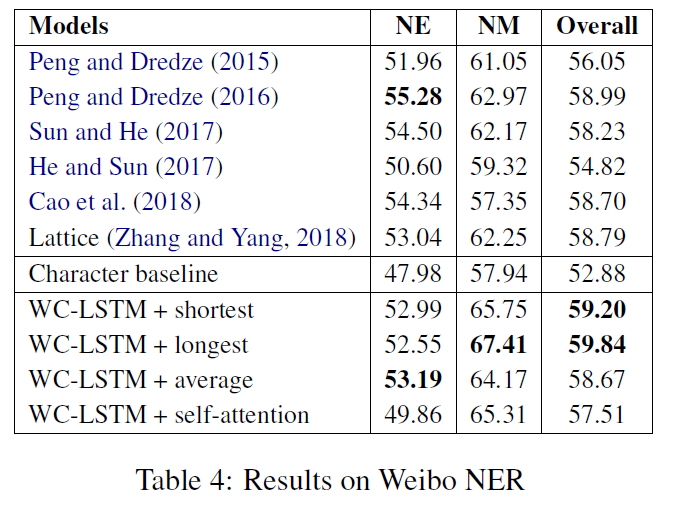 Models NE NM Overall
Peng and Dredze (2015) 51.96 61.05 56.05
Peng and Dredze (2016) 55.28 62.97 58.99
Sun and He (2017) 54.50 62.17 58.23
He and Sun (2017) 50.60 59.32 54.82
Cao et al. (2018) 54.34 57.35 58.70
Lattice (Zhang and Yang, 2018) 53.04 62.25 58.79
Character baseline 47.98 57.94 52.88
WC-LSTM + shortest 52.99 65.75 59.20
WC-LSTM + longest 52.55 67.41 59.84
WC-LSTM + average 53.19 64.17 58.67
WC-LSTM + self-attention 49.86 65.31 57.51
Table 4: Results on Weibo NER